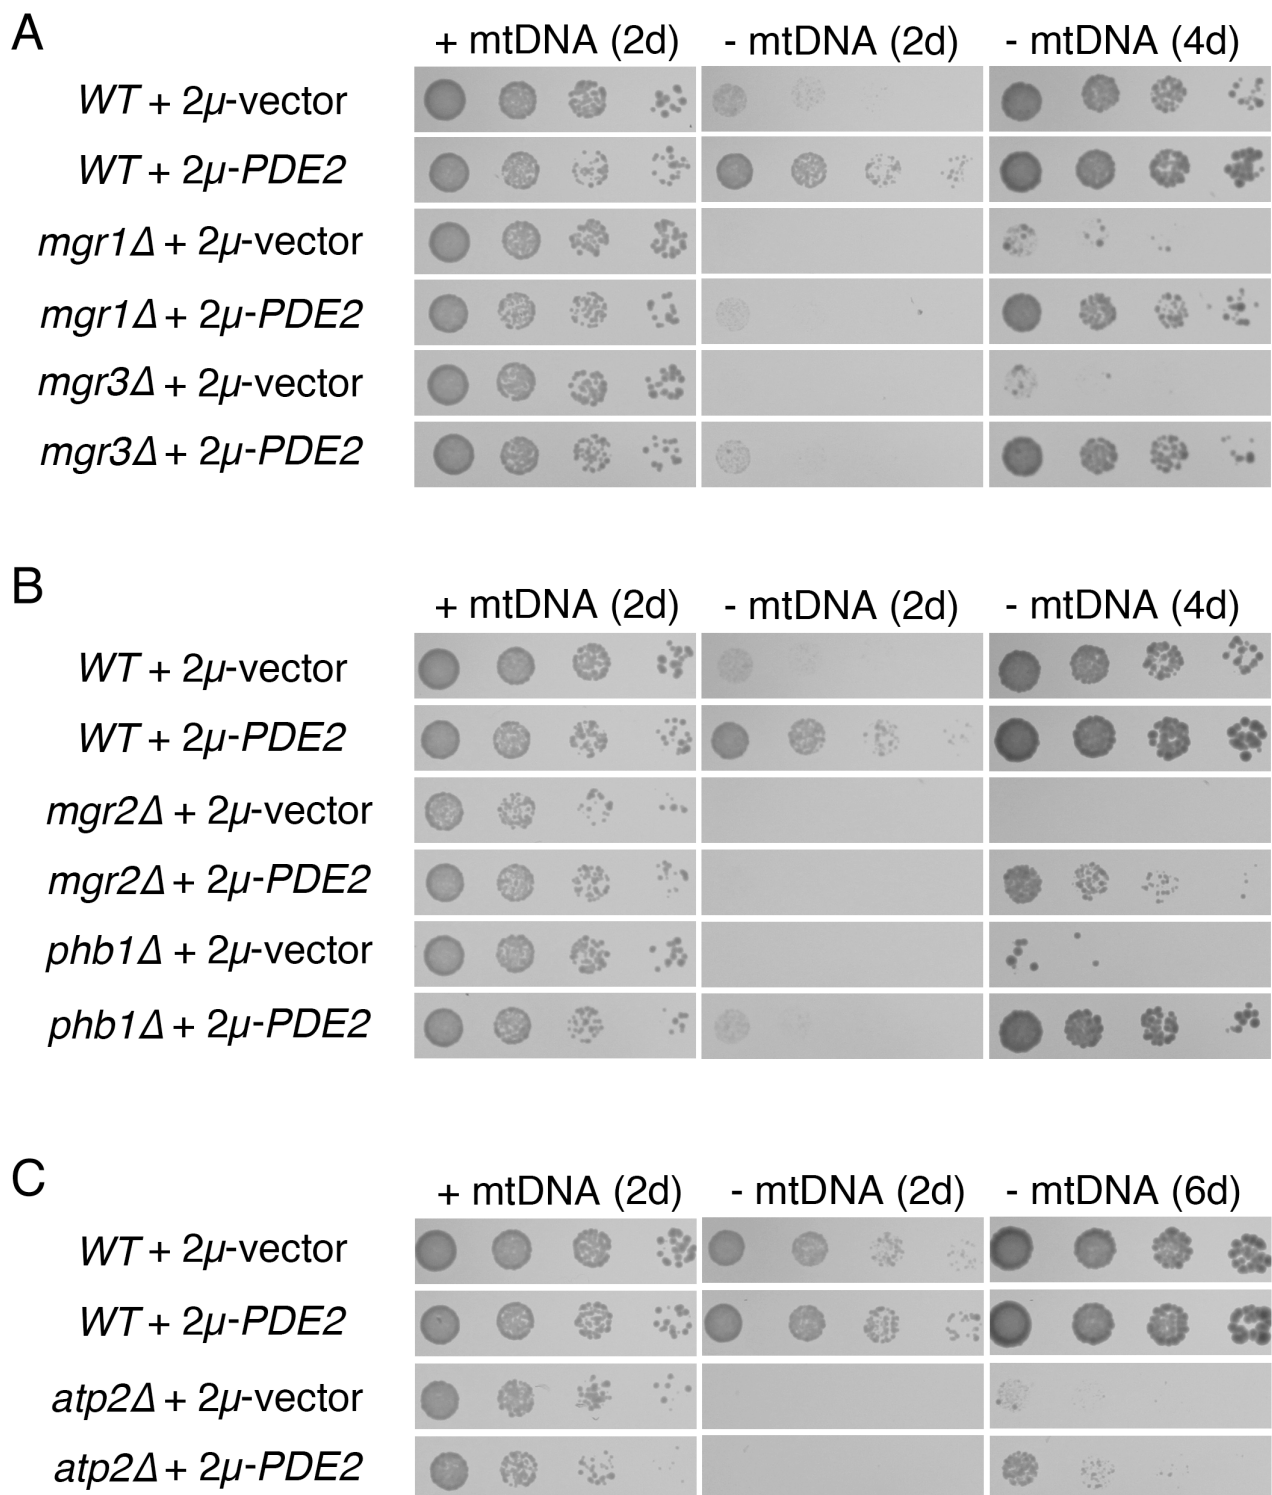 A
+ mtDNA (2d) - mtDNA (2d) - mtDNA (4d)
WT + 2µ-vector
WT + 2µ-PDE2
mgr1Δ + 2µ-vector
mgr1Δ + 2µ-PDE2
mgr3Δ + 2µ-vector
mgr3Δ + 2µ-PDE2
B
+ mtDNA (2d) - mtDNA (2d) - mtDNA (4d)
WT + 2µ-vector
WT + 2µ-PDE2
mgr2Δ + 2µ-vector
mgr2Δ + 2µ-PDE2
phb1Δ + 2µ-vector
phb1Δ + 2µ-PDE2
C
+ mtDNA (2d) - mtDNA (2d) - mtDNA (6d)
WT + 2µ-vector
WT + 2µ-PDE2
atp2Δ + 2µ-vector
atp2Δ + 2µ-PDE2